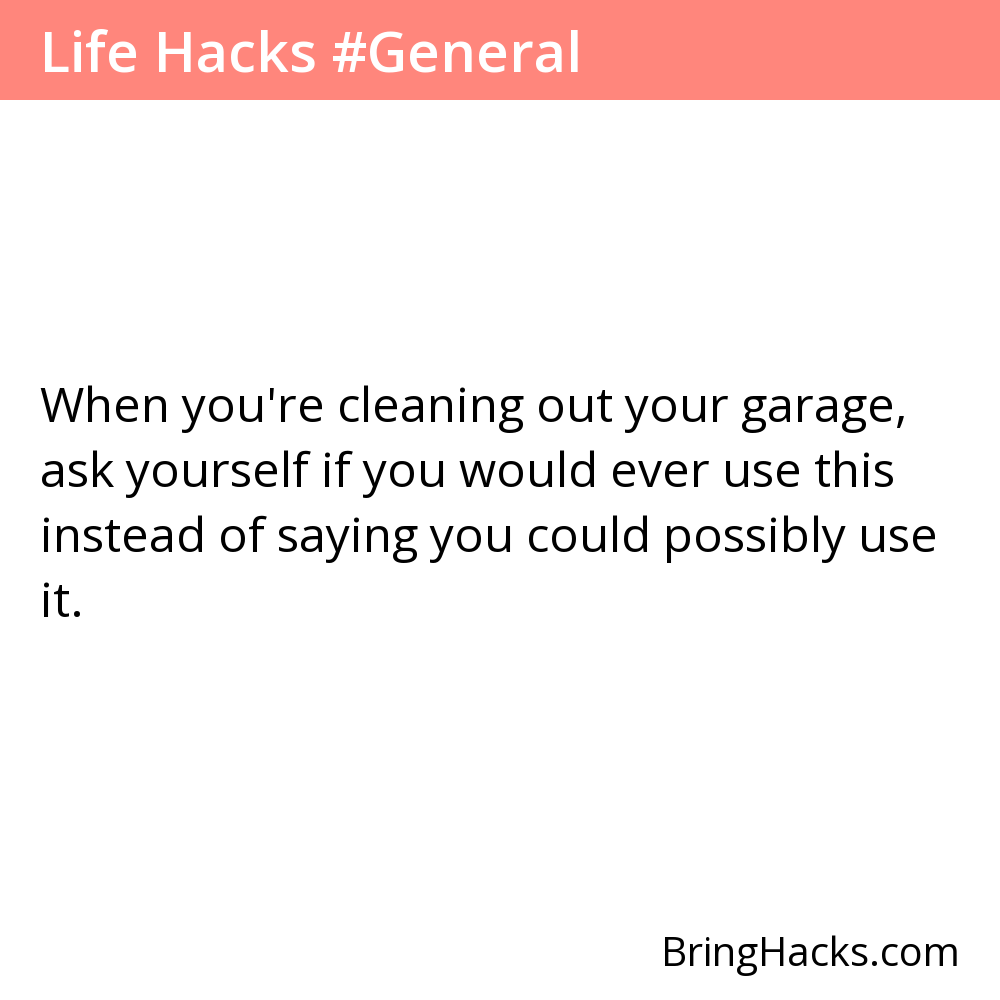 Life Hacks #General
When you're cleaning out your garage,
ask yourself if you would ever use this
instead of saying you could possibly use
it.
BringHacks.com